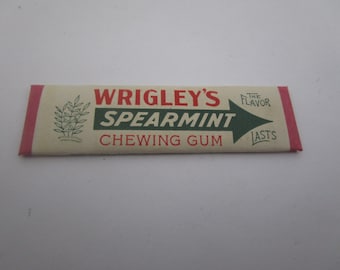 WRIGLEY'S
SPEARMINT
CHEWING GUM
THE
FLAVOR
LASTS